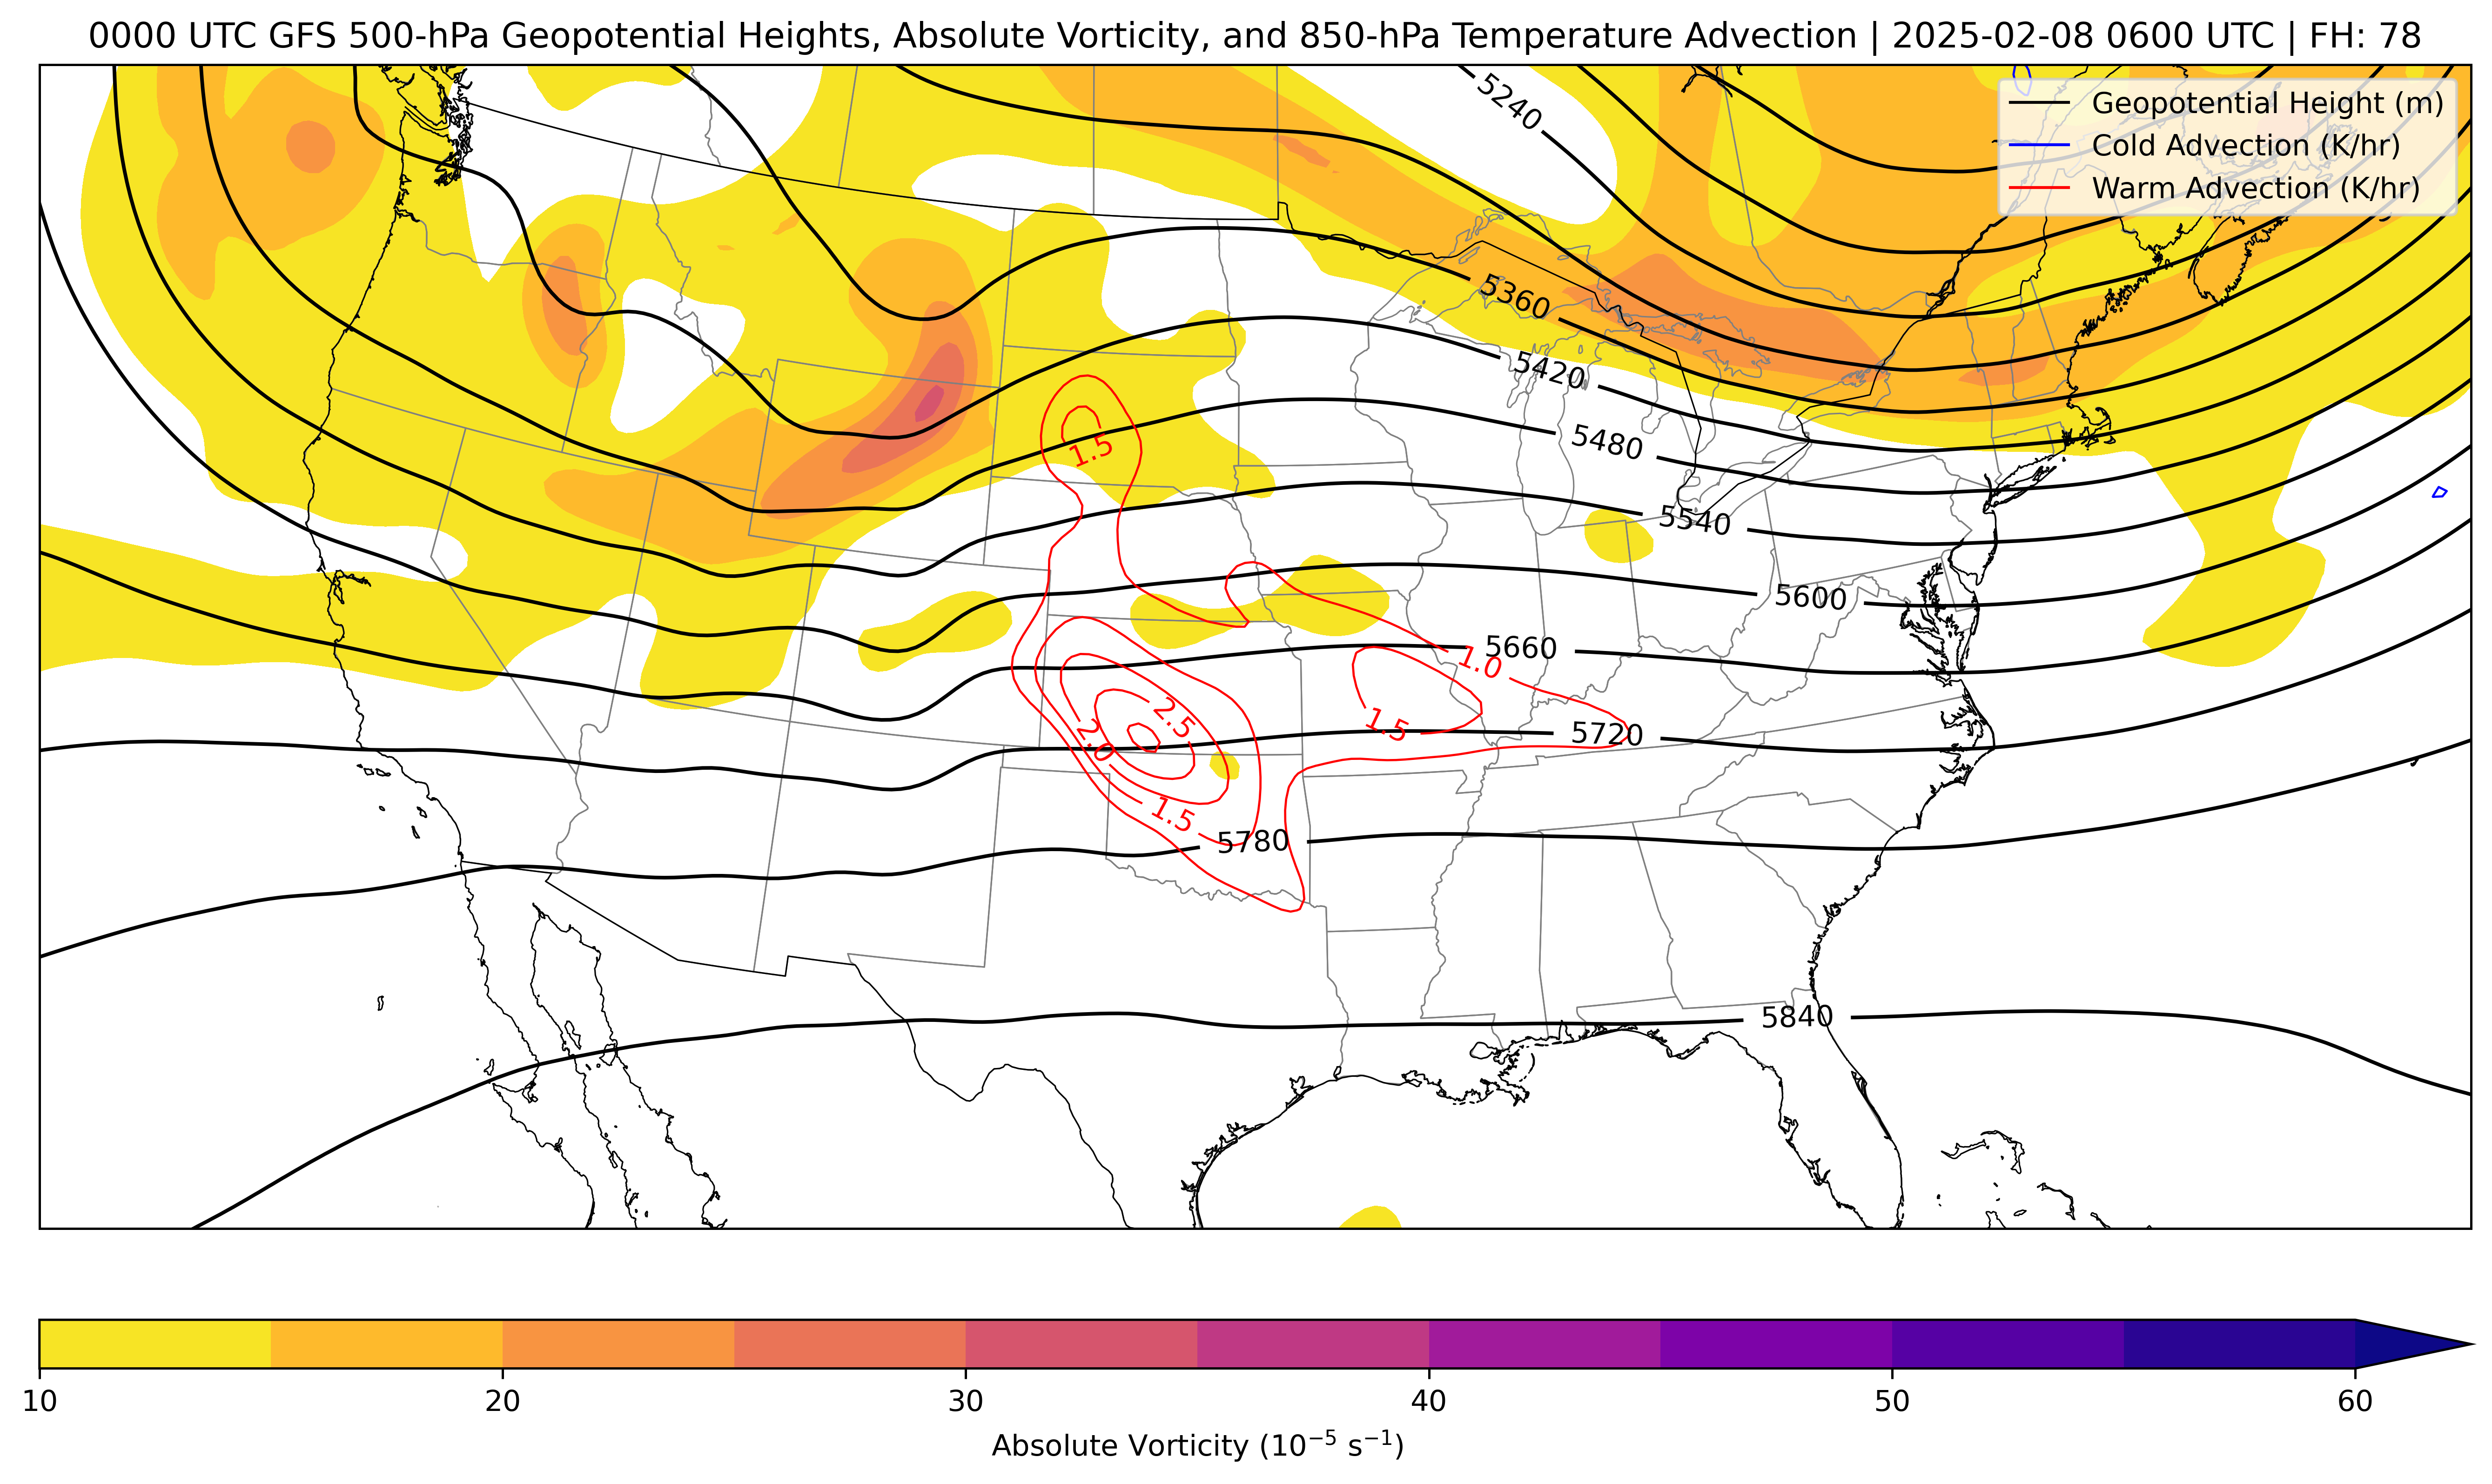 0000 UTC GFS 500-hPa Geopotential Heights, Absolute Vorticity, and 850-hPa Temperature Advection | 2025-02-08 0600 UTC | FH: 78
Geopotential Height (m)
Cold Advection (K/hr)
Warm Advection (K/hr)
5240
5360
5420
5480
1.5
5540
5600
5660
1.0
2.5
1.5
5720
2.0
1.5
5780
5840
10 20 30 40 50 60
Absolute Vorticity (10⁻⁵ s⁻¹)